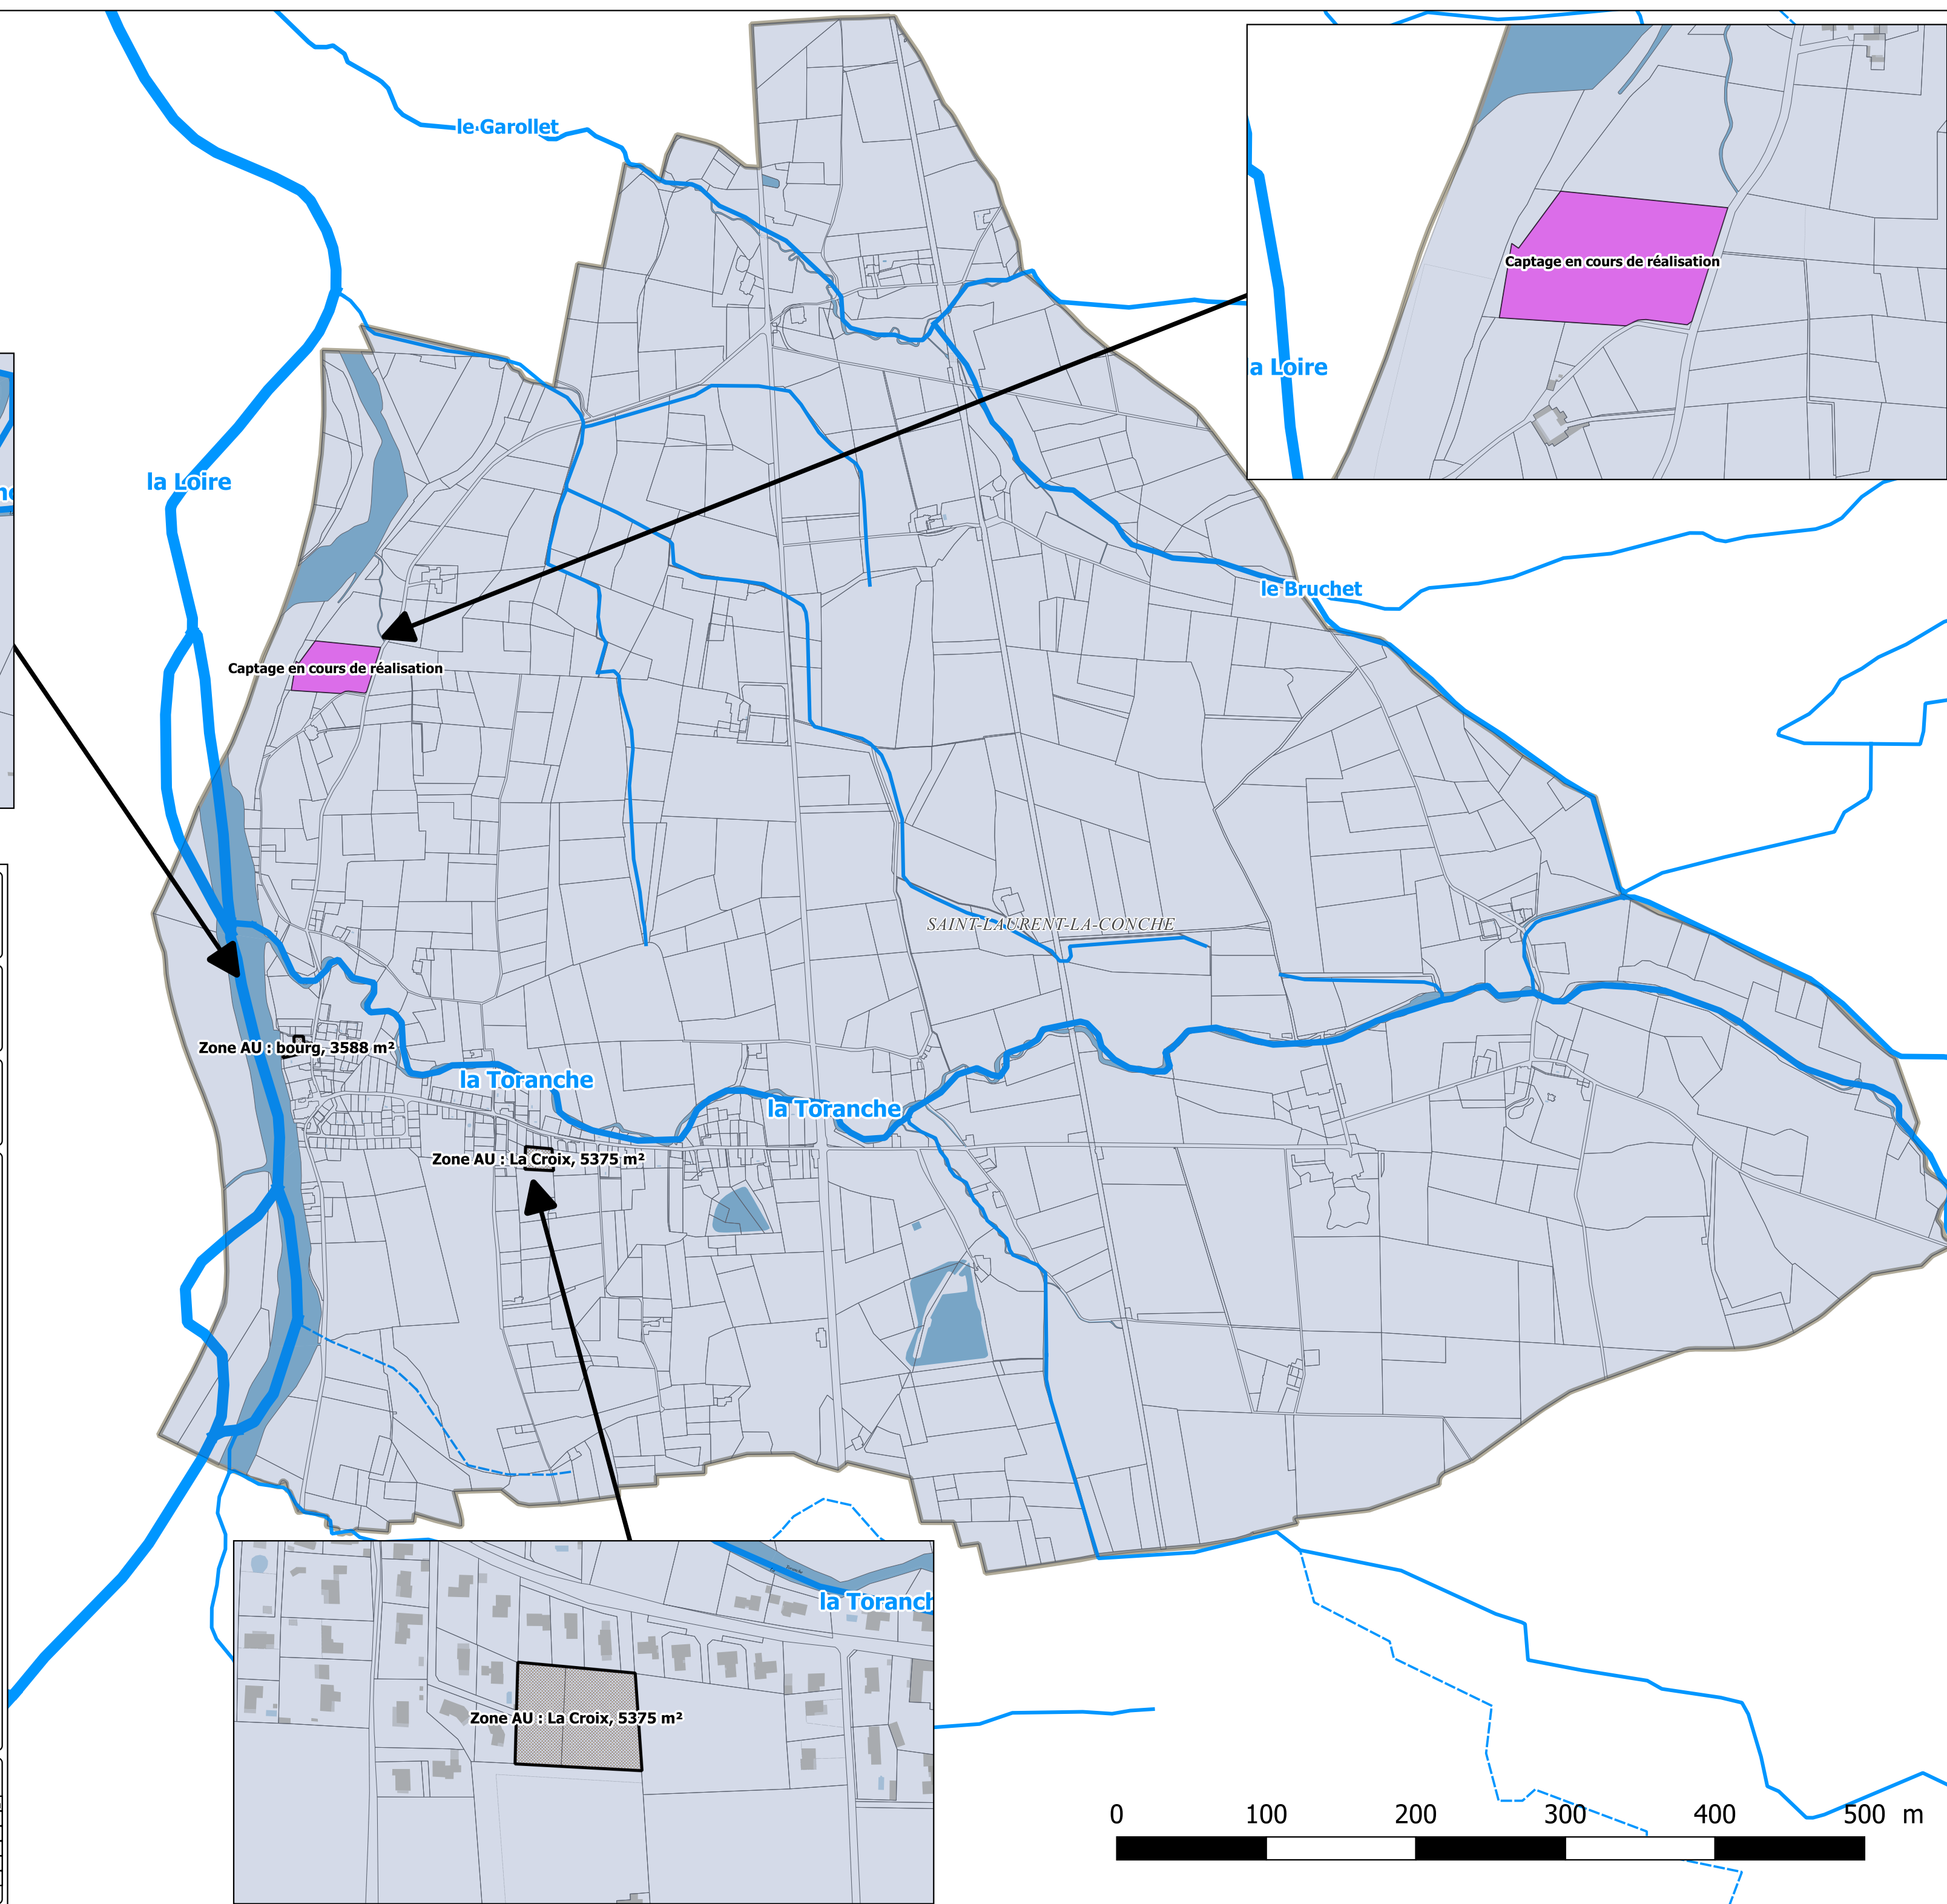 le Garollet
la Loire
Captage en cours de réalisation
la Loire
le Bruchet
Captage en cours de réalisation
SAINT-LAURENT-LA-CONCHE
Zone AU : bourg, 3588 m²
la Toranche
la Toranche
Zone AU : La Croix, 5375 m²
la Toranch
Zone AU : La Croix, 5375 m²
0 100 200 300 400 500 m